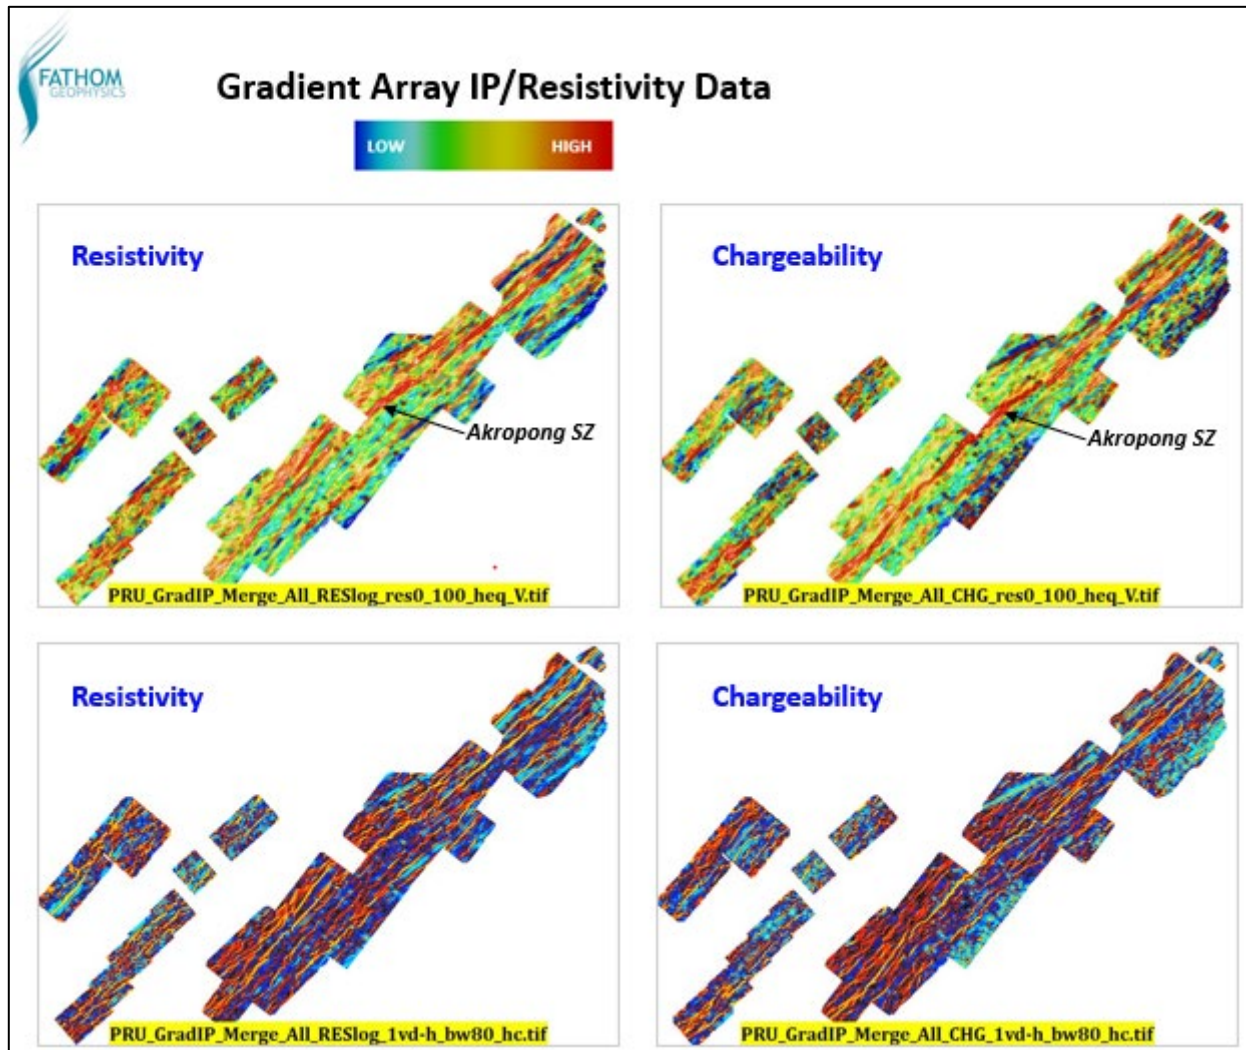 FATHOM
GEOPHYSICS
Gradient Array IP/Resistivity Data
LOW HIGH
Resistivity
Akropong SZ
PRU_GradIP_Merge_All_RESlog_res0_100_heq_V.tif
Chargeability
Akropong SZ
PRU_GradIP_Merge_All_CHG_res0_100_heq_V.tif
Resistivity
PRU_GradIP_Merge_All_RESlog_1vd-h_bw80_hc.tif
Chargeability
PRU_GradIP_Merge_All_CHG_1vd-h_bw80_hc.tif